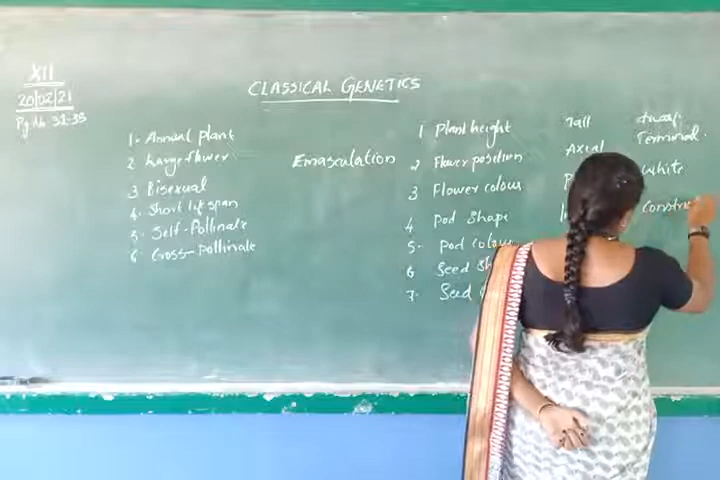 XII
20/02/21
Pg.No 32-35
CLASSICAL GENETICS
1. Annual plant
2 Large flower
3 Bisexual
4. Short life span
5. Self-Pollinate
6. Cross-Pollinate
Emasculation
1 Plant height Tall dwarf
2 Flower position Axial Terminal
3 Flower colour White
4 Pod Shape
5. Pod colour
6 Seed
7. Seed